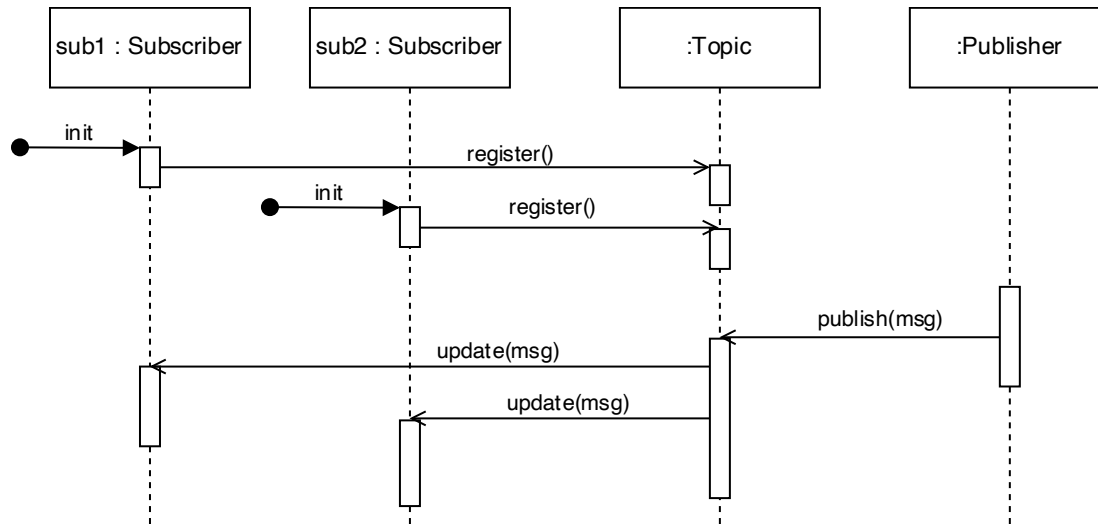 sub1 : Subscriber
sub2 : Subscriber
:Topic
:Publisher
init
register()
init
register()
publish(msg)
update(msg)
update(msg)